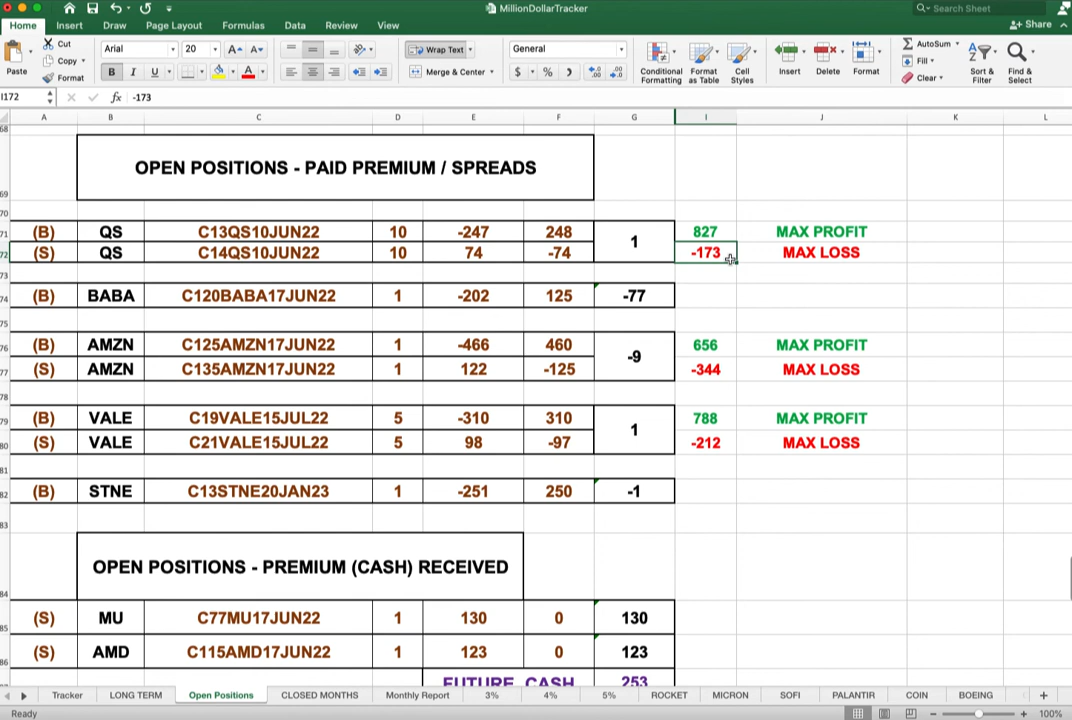 MillionDollarTracker
Search Sheet
Home Insert Draw Page Layout Formulas Data Review View Share
Paste Cut Copy Format
Arial 20 A A
B I U A
Wrap Text
Merge & Center
General
$ %
Conditional Formatting
Format as Table
Cell Styles
Insert Delete Format
AutoSum
Fill
Clear
Sort & Filter
Find & Select
I172 fx -173
A B C D E F G I J K L
68
69 OPEN POSITIONS - PAID PREMIUM / SPREADS
70
71 (B) QS C13QS10JUN22 10 -247 248 1 827 MAX PROFIT
72 (S) QS C14QS10JUN22 10 74 -74 -173 MAX LOSS
73
74 (B) BABA C120BABA17JUN22 1 -202 125 -77
75
76 (B) AMZN C125AMZN17JUN22 1 -466 460 -9 656 MAX PROFIT
77 (S) AMZN C135AMZN17JUN22 1 122 -125 -344 MAX LOSS
78
79 (B) VALE C19VALE15JUL22 5 -310 310 1 788 MAX PROFIT
80 (S) VALE C21VALE15JUL22 5 98 -97 -212 MAX LOSS
81
82 (B) STNE C13STNE20JAN23 1 -251 250 -1
83
84 OPEN POSITIONS - PREMIUM (CASH) RECEIVED
85 (S) MU C77MU17JUN22 1 130 0 130
86 (S) AMD C115AMD17JUN22 1 123 0 123
FUTURE CASH 253
Tracker LONG TERM Open Positions CLOSED MONTHS Monthly Report 3% 4% 5% ROCKET MICRON SOFI PALANTIR COIN BOEING
Ready 100%